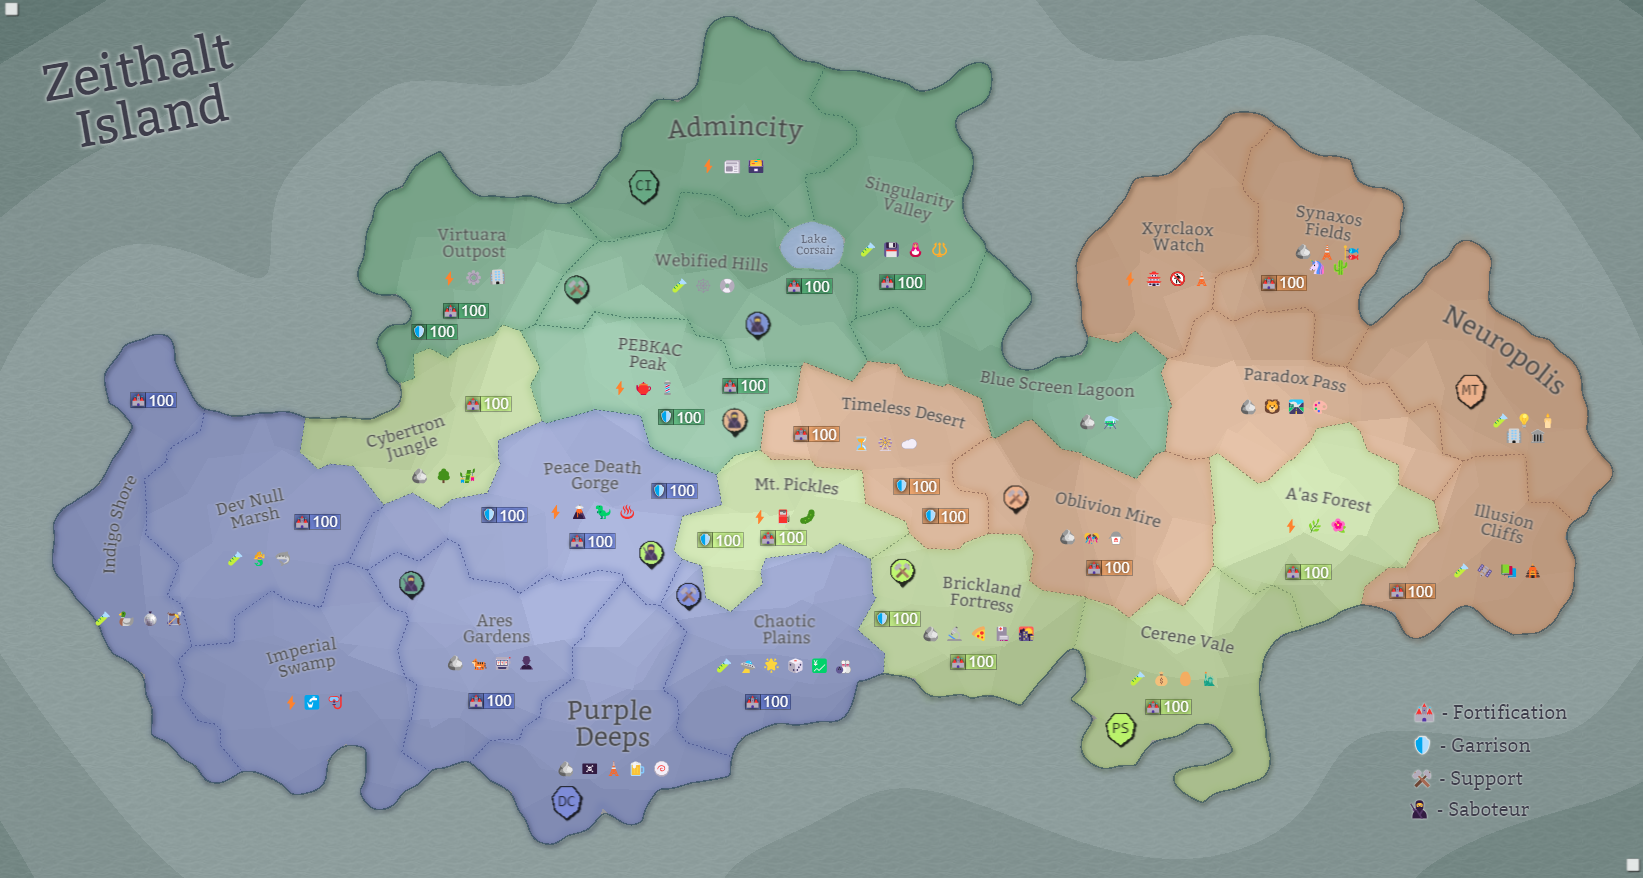 Zeithalt
Island
Admincity
CI
Singularity
Valley
Virtuara
Outpost
100
100
Webified Hills
Lake
Corsair
100
100
PEBKAC
Peak
100
100
Xyrclaox
Watch
Synaxos
Fields
100
Neuropolis
MT
Blue Screen Lagoon
Paradox Pass
Timeless Desert
100
100
100
100
Cybertron
Jungle
100
Indigo Shore
100
Dev Null
Marsh
100
Peace Death
Gorge
100
100
100
Mt. Pickles
100
100
Oblivion Mire
100
A'as Forest
100
Illusion
Cliffs
100
Imperial
Swamp
Ares
Gardens
100
Chaotic
Plains
100
Brickland
Fortress
100
100
Cerene Vale
100
PS
Purple
Deeps
DC
- Fortification
- Garrison
- Support
- Saboteur